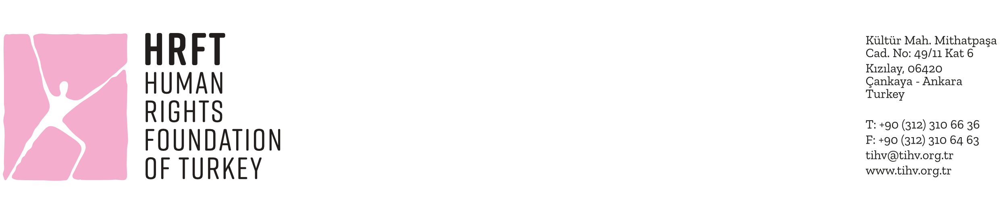 HRFT
HUMAN
RIGHTS
FOUNDATION
OF TURKEY
Kültür Mah. Mithatpaşa
Cad. No: 49/11 Kat 6
Kızılay, 06420
Çankaya - Ankara
Turkey
T: +90 (312) 310 66 36
F: +90 (312) 310 64 63
tihv@tihv.org.tr
www.tihv.org.tr